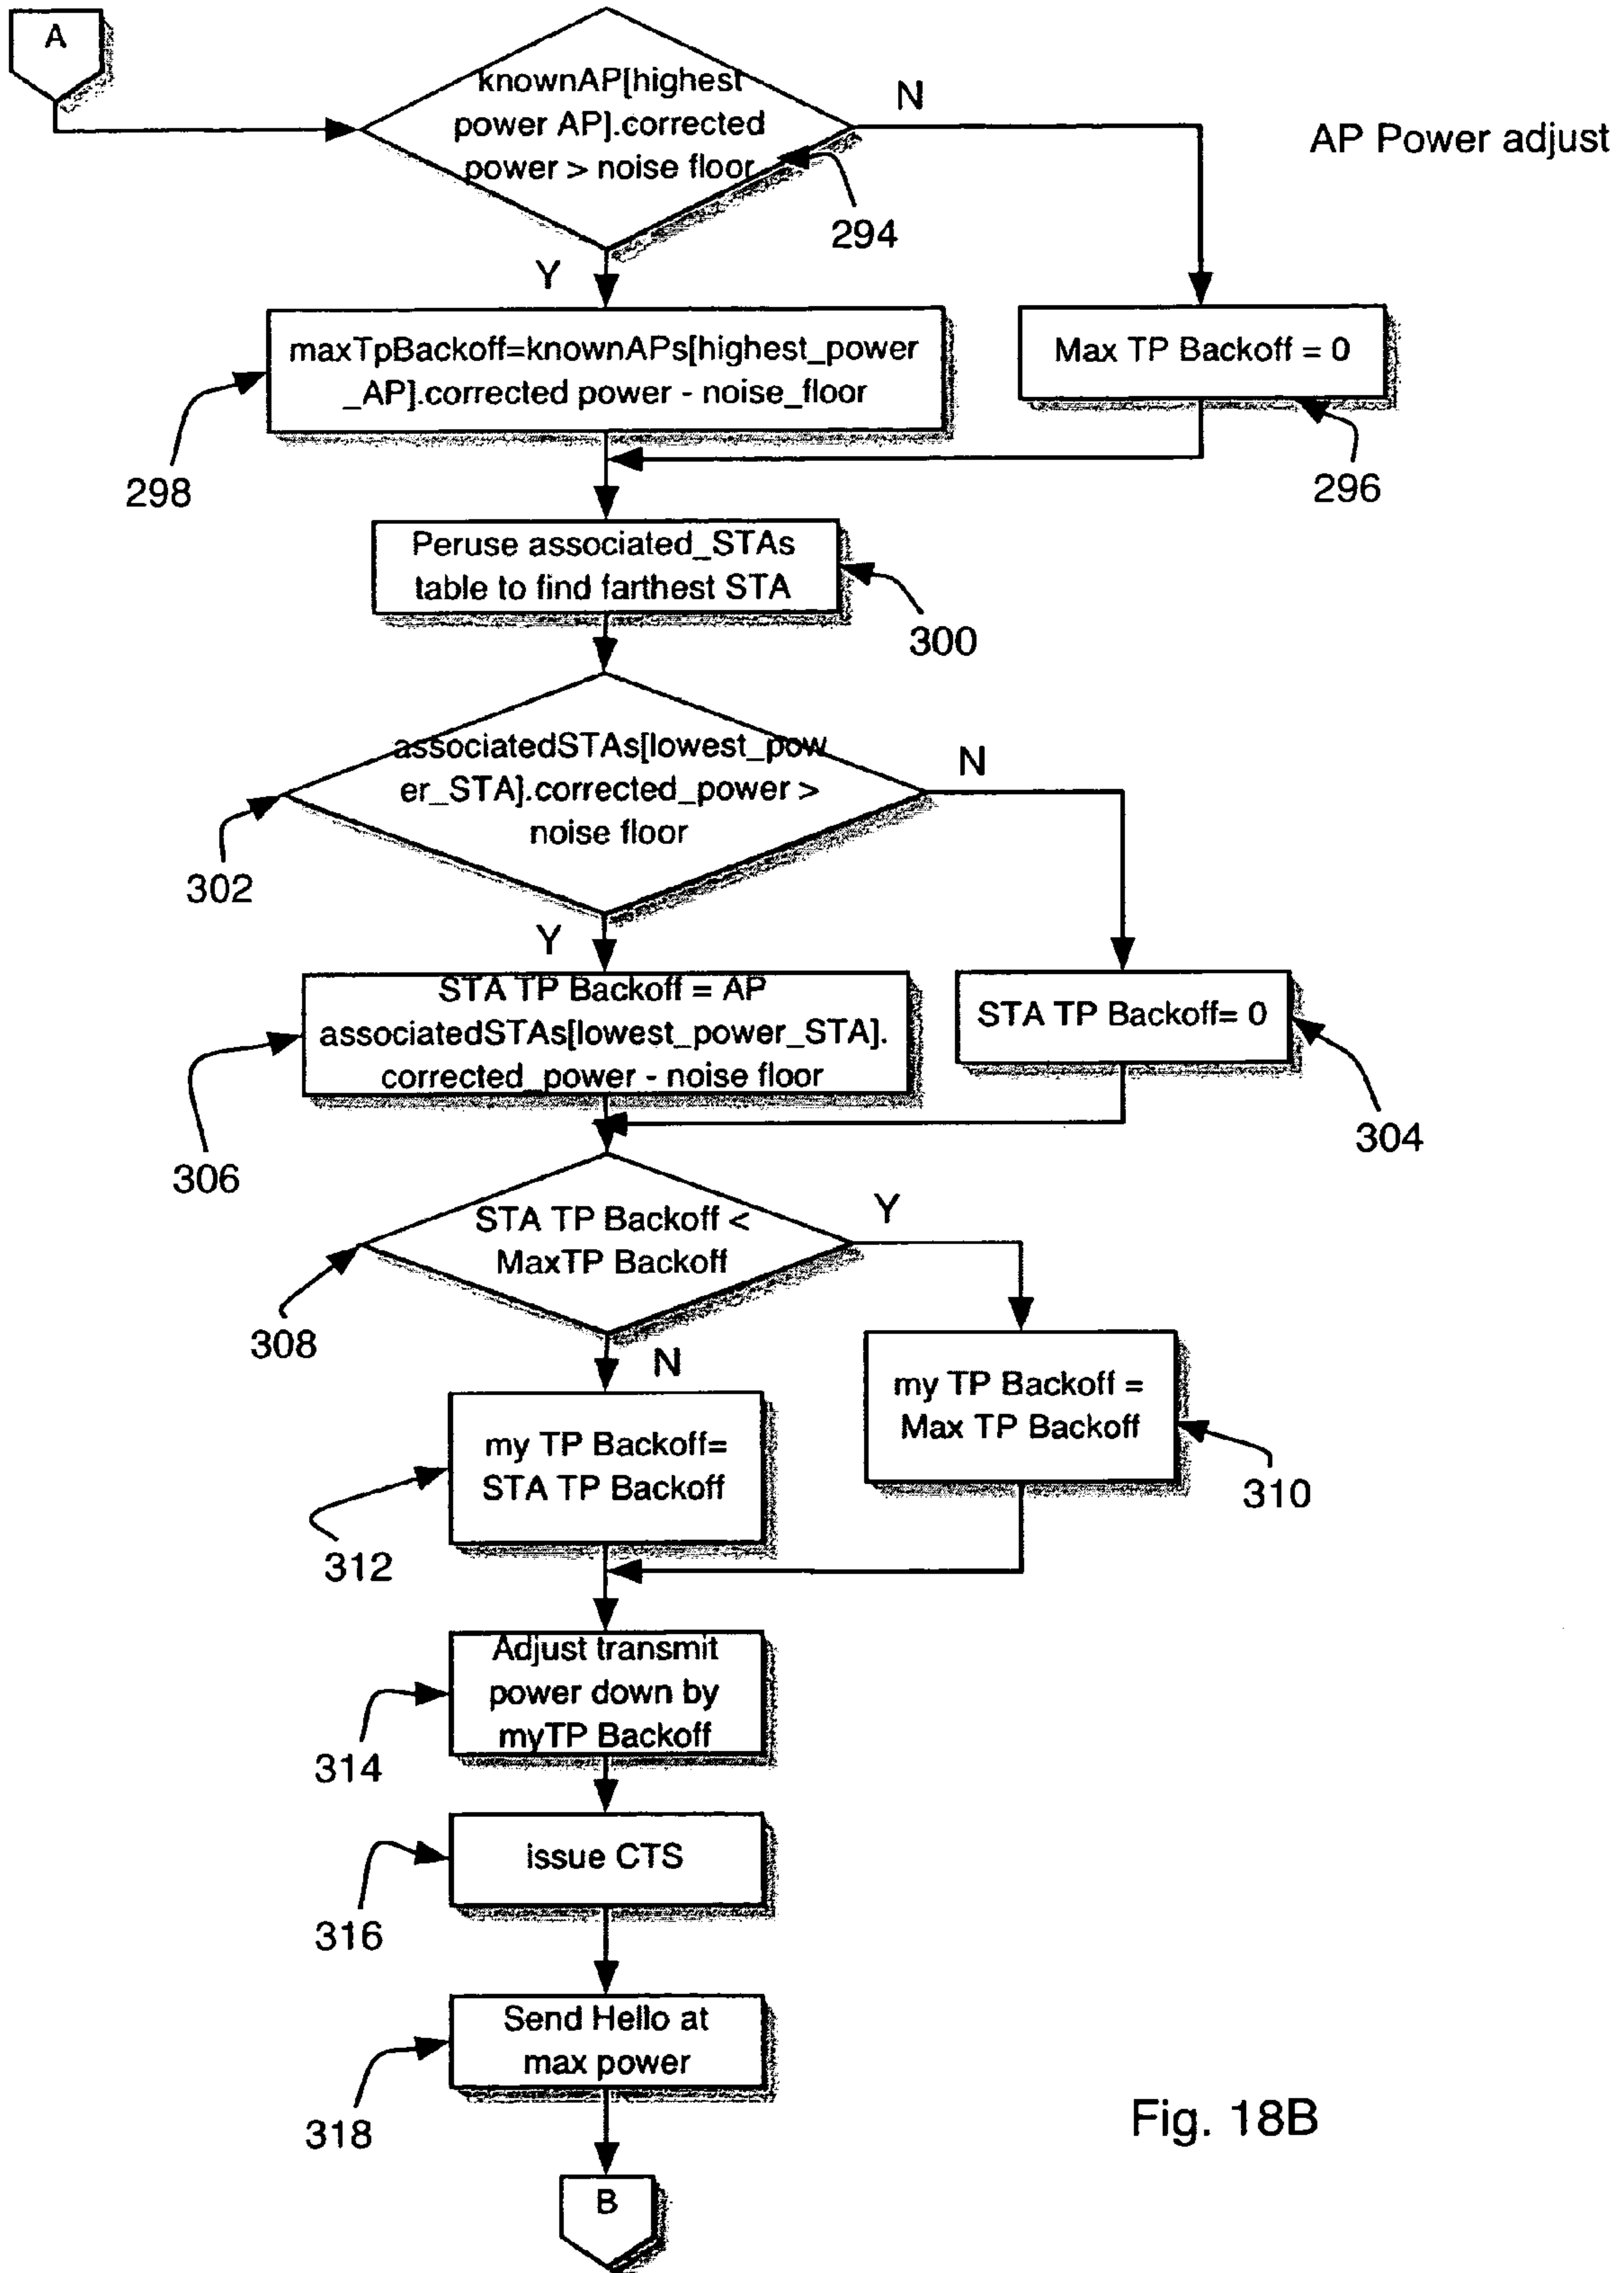 A
knownAP[highest
power AP].corrected
power > noise floor
N
AP Power adjust
294
Y
maxTpBackoff=knownAPs[highest_power
_AP].corrected power - noise_floor
Max TP Backoff = 0
298
296
Peruse associated_STAs
table to find farthest STA
300
associatedSTAs[lowest_pow
er_STA].corrected_power >
noise floor
N
302
Y
STA TP Backoff = AP
associatedSTAs[lowest_power_STA].
corrected_power - noise floor
STA TP Backoff= 0
304
306
STA TP Backoff <
MaxTP Backoff
Y
308
N
my TP Backoff =
Max TP Backoff
my TP Backoff=
STA TP Backoff
310
312
Adjust transmit
power down by
myTP Backoff
314
issue CTS
316
Send Hello at
max power
318
Fig. 18B
B